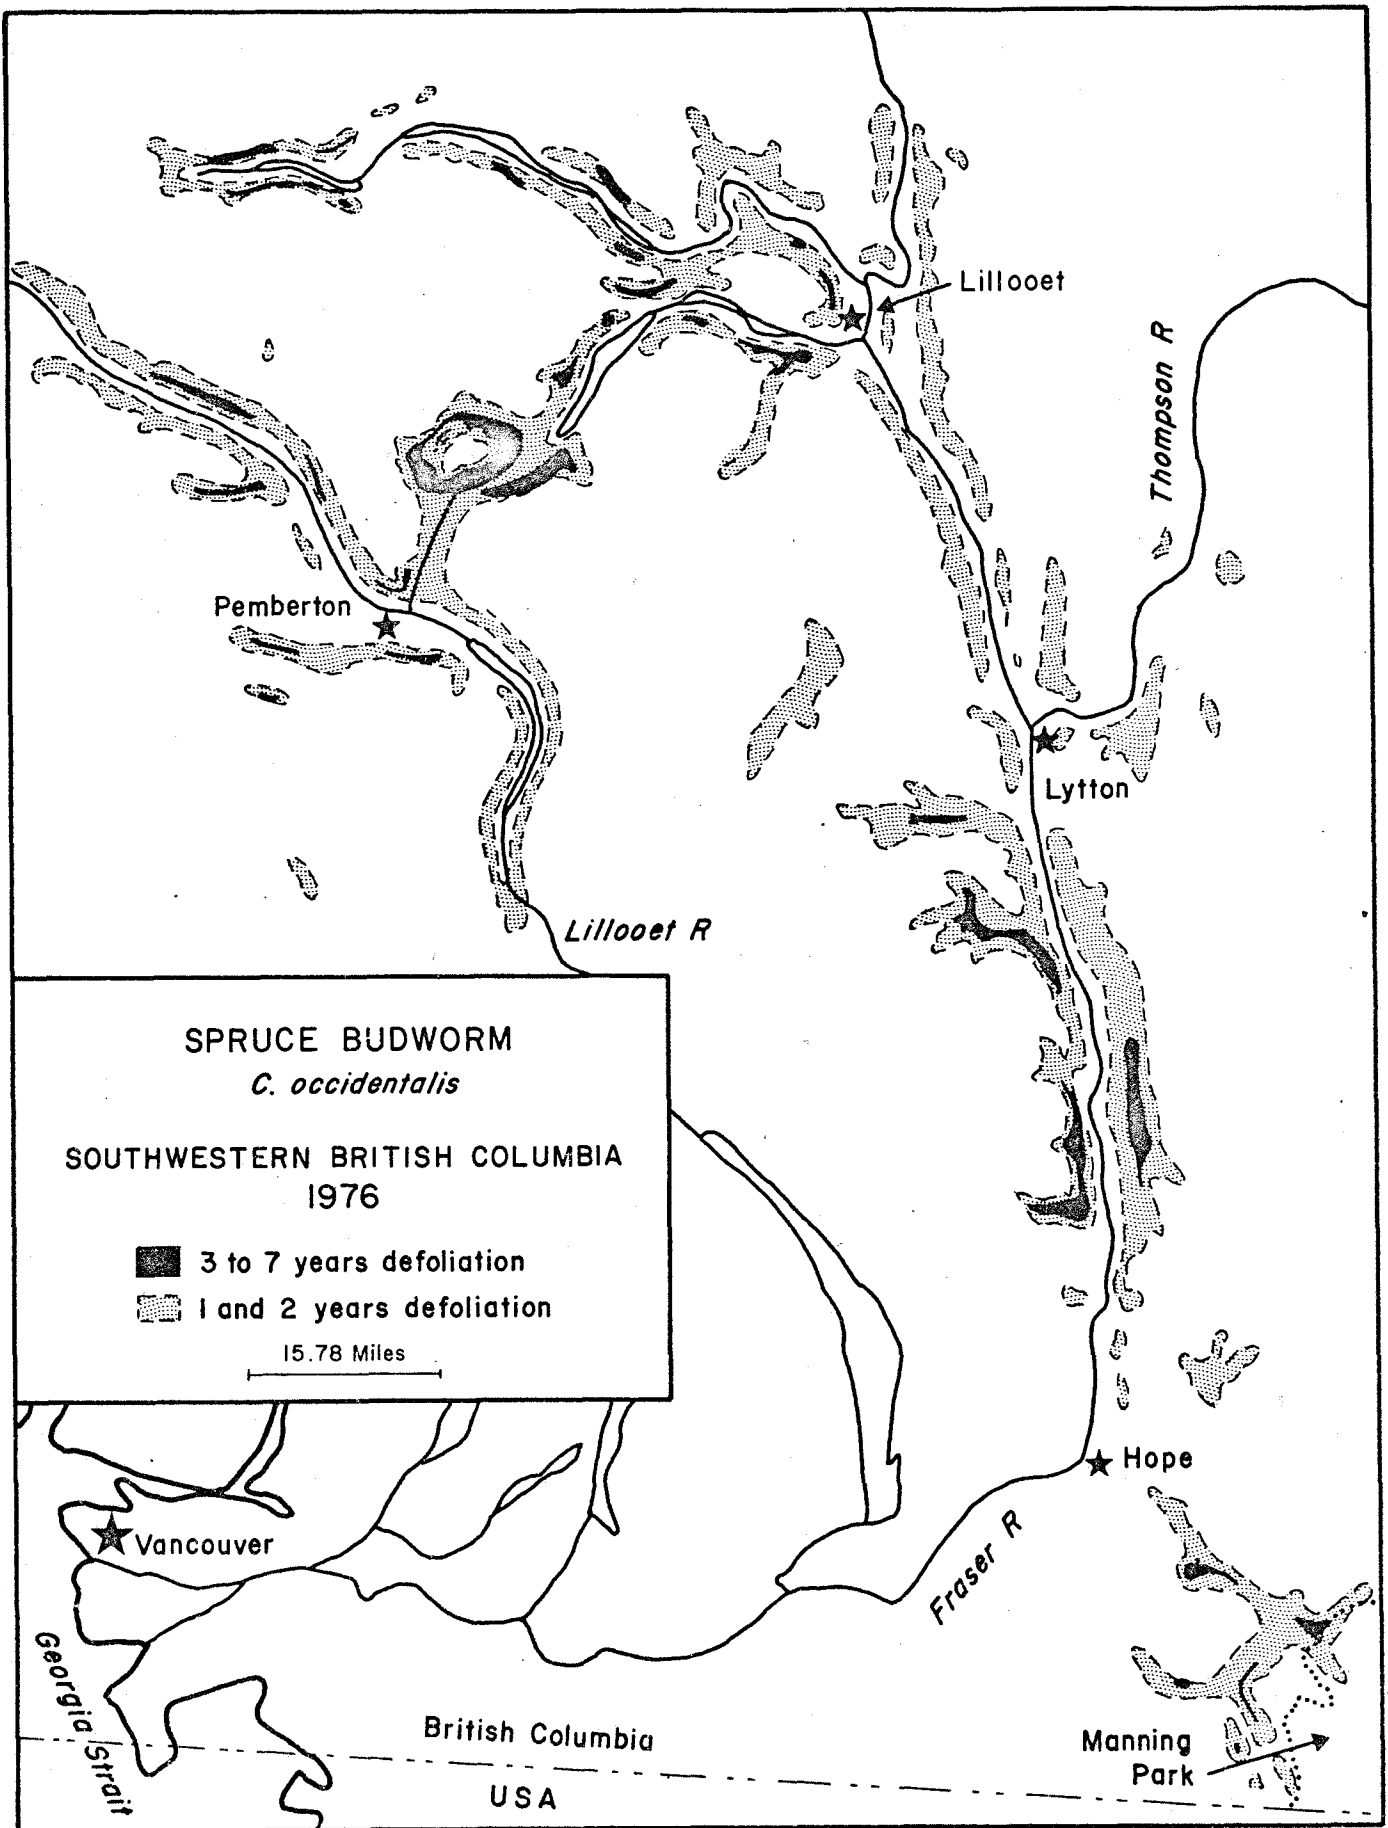 Lillooet
Thompson R
Pemberton
Lytton
Lillooet R
SPRUCE BUDWORM
C. occidentalis
SOUTHWESTERN BRITISH COLUMBIA
1976
3 to 7 years defoliation
1 and 2 years defoliation
15.78 Miles
Hope
Vancouver
Fraser R
Georgia Strait
British Columbia
Manning
Park
USA